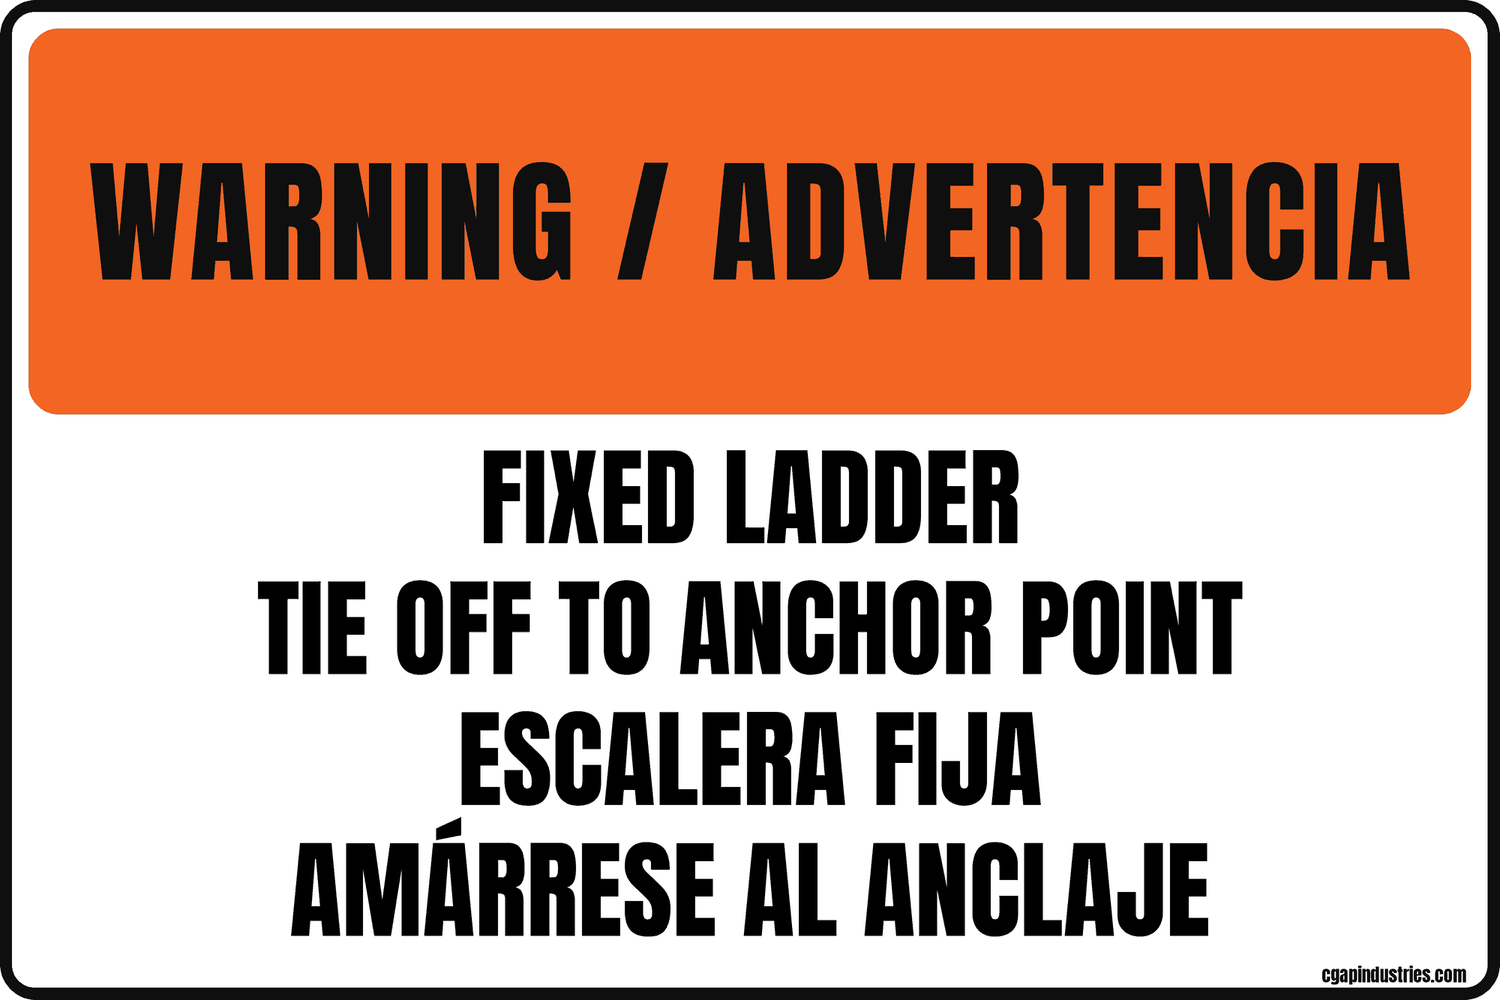 WARNING / ADVERTENCIA
FIXED LADDER
TIE OFF TO ANCHOR POINT
ESCALERA FIJA
AMÁRRESE AL ANCLAJE
cgapindustries.com